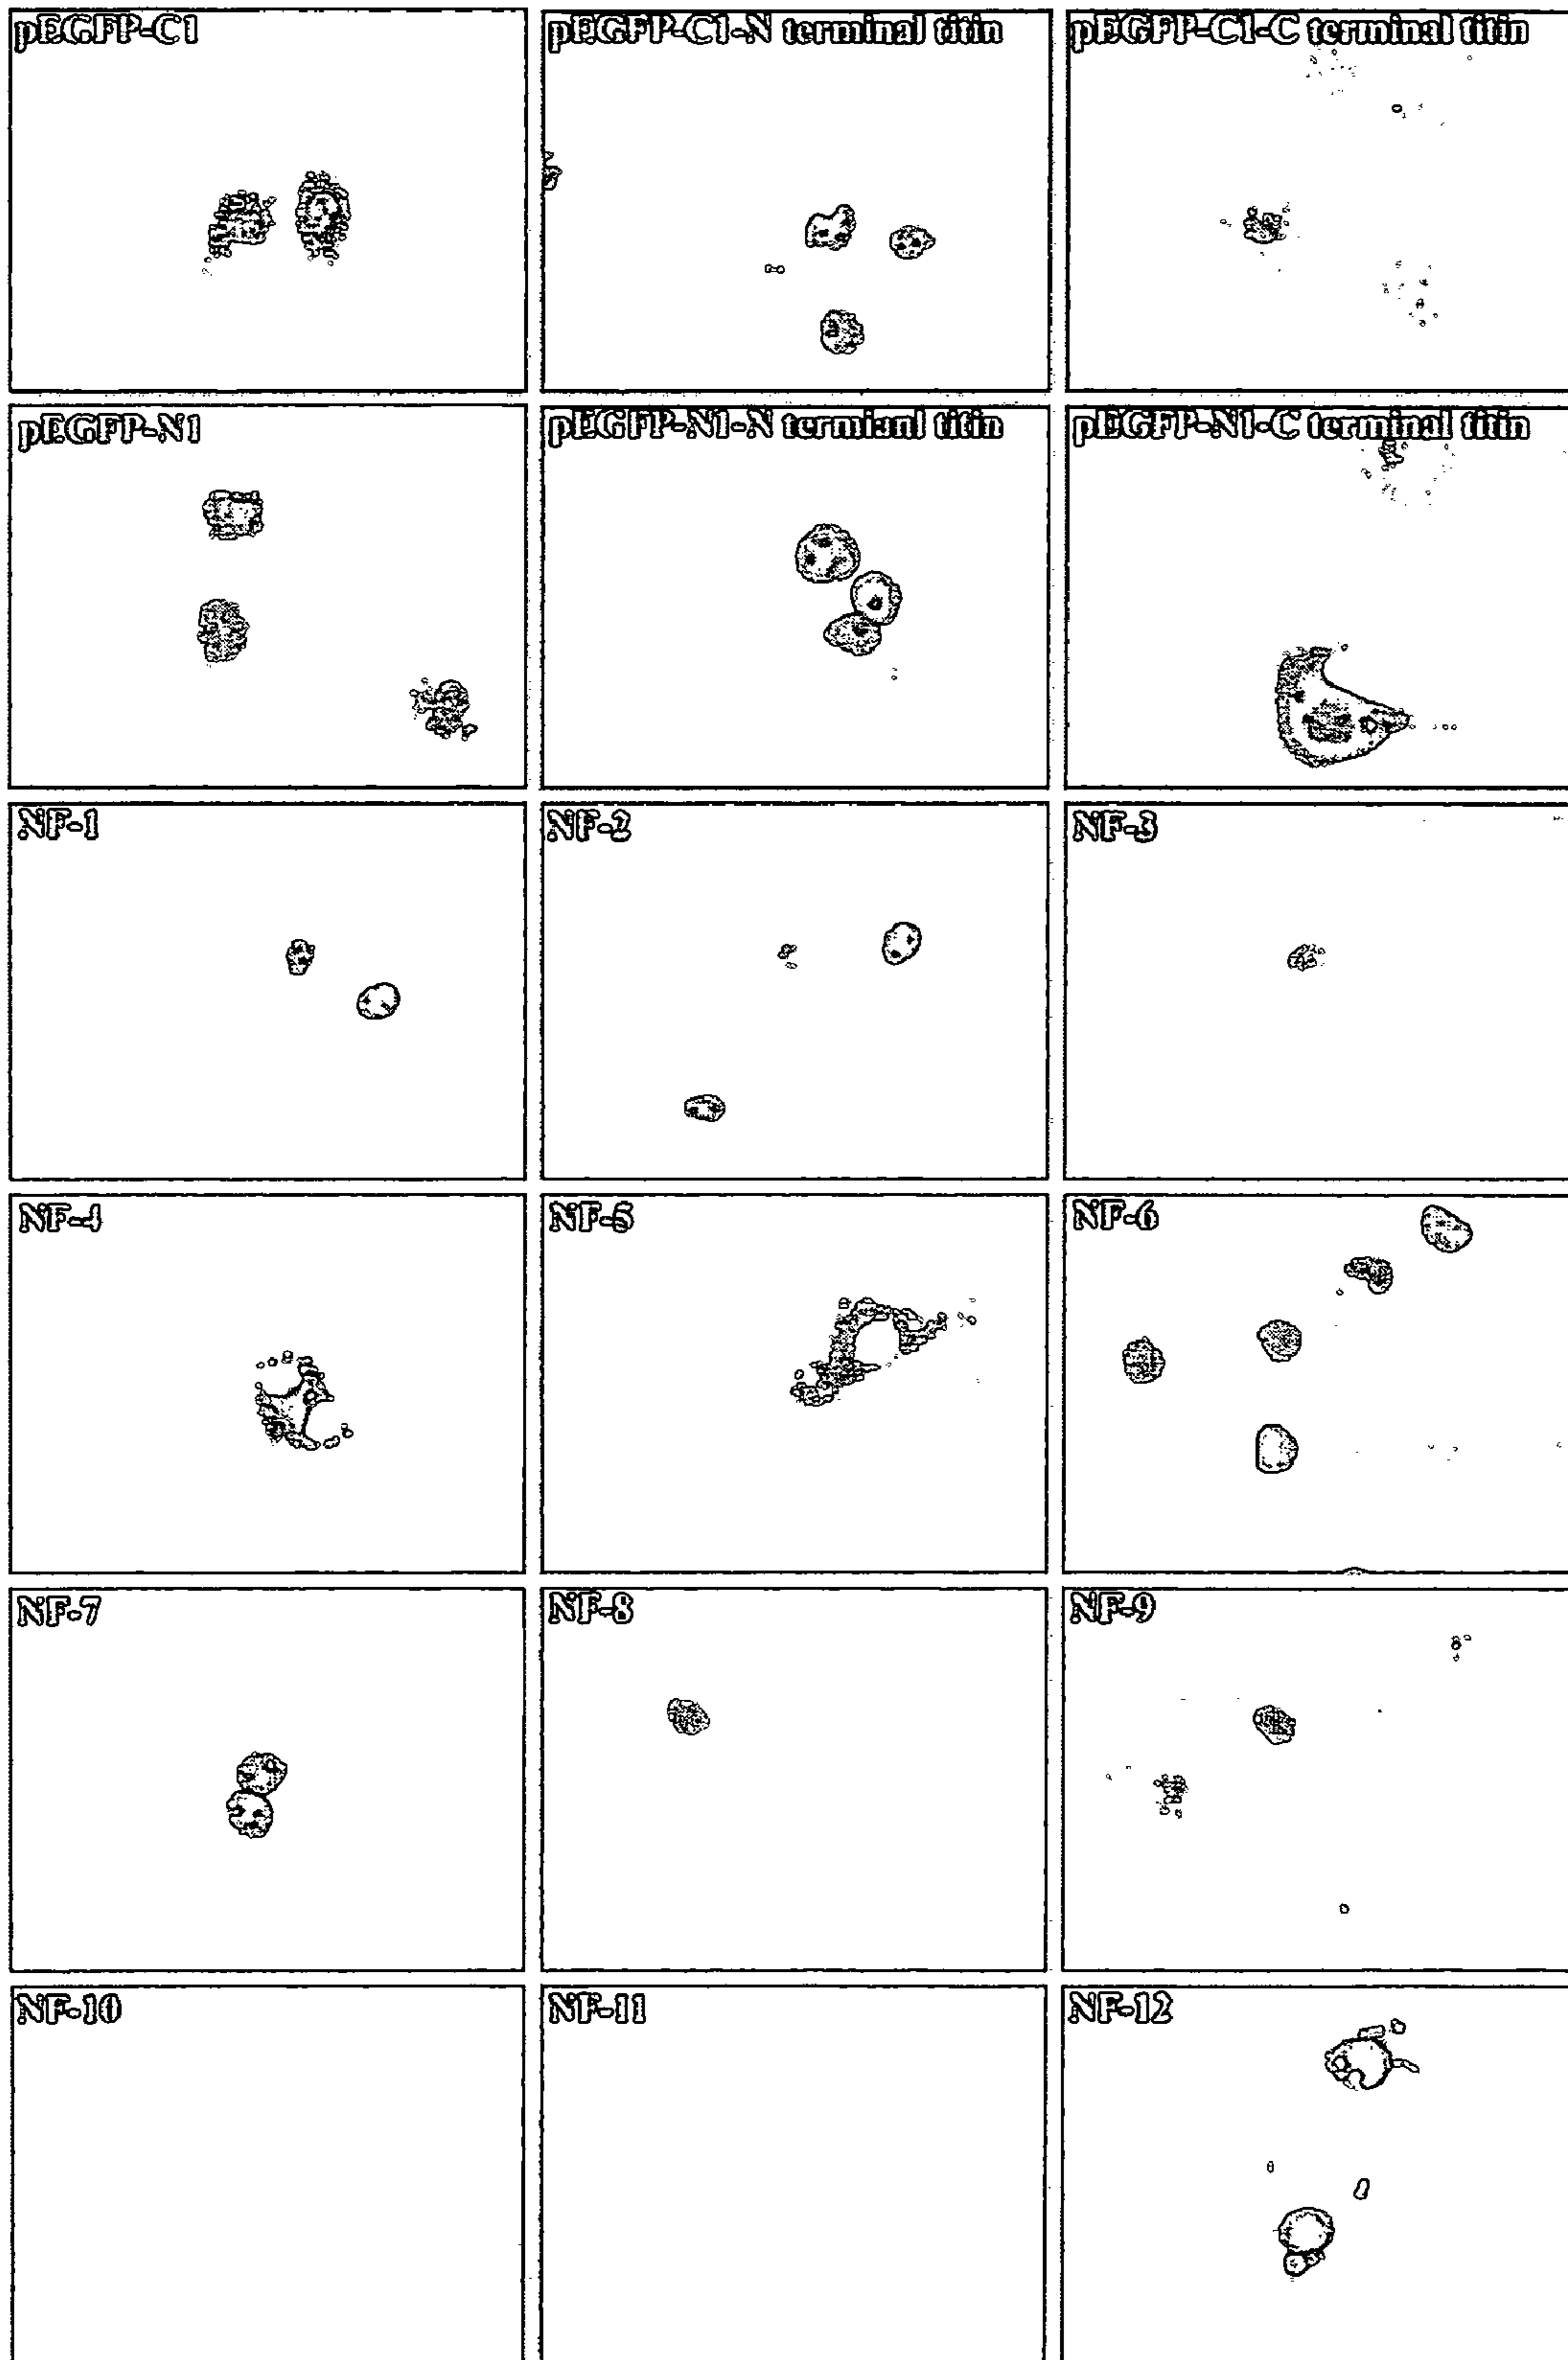 pEGFP-C1
pEGFP-C1-N terminal titin
pEGFP-C1-C terminal titin
pEGFP-N1
pEGFP-N1-N termianl titin
pEGFP-N1-C terminal titin
NF-1
NF-2
NF-3
NF-4
NF-5
NF-6
NF-7
NF-8
NF-9
NF-10
NF-11
NF-12